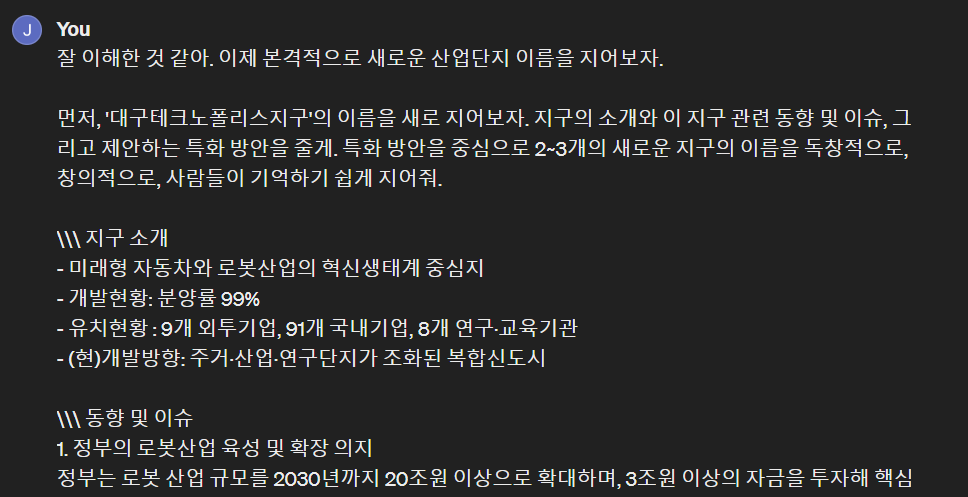 J You
잘 이해한 것 같아. 이제 본격적으로 새로운 산업단지 이름을 지어보자.
먼저, '대구테크노폴리스지구'의 이름을 새로 지어보자. 지구의 소개와 이 지구 관련 동향 및 이슈, 그
리고 제안하는 특화 방안을 줄게. 특화 방안을 중심으로 2~3개의 새로운 지구의 이름을 독창적으로,
창의적으로, 사람들이 기억하기 쉽게 지어줘.
\\\ 지구 소개
- 미래형 자동차와 로봇산업의 혁신생태계 중심지
- 개발현황: 분양률 99%
- 유치현황 : 9개 외투기업, 91개 국내기업, 8개 연구·교육기관
- (현)개발방향: 주거·산업·연구단지가 조화된 복합신도시
\\\ 동향 및 이슈
1. 정부의 로봇산업 육성 및 확장 의지
정부는 로봇 산업 규모를 2030년까지 20조원 이상으로 확대하며, 3조원 이상의 자금을 투자해 핵심